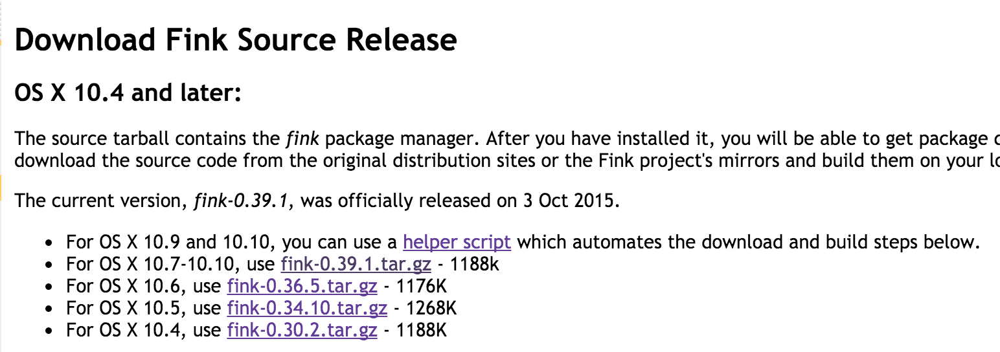 Download Fink Source Release
OS X 10.4 and later:
The source tarball contains the fink package manager. After you have installed it, you will be able to get package
download the source code from the original distribution sites or the Fink project's mirrors and build them on your
The current version, fink-0.39.1, was officially released on 3 Oct 2015.
• For OS X 10.9 and 10.10, you can use a helper script which automates the download and build steps below.
• For OS X 10.7-10.10, use fink-0.39.1.tar.gz - 1188k
• For OS X 10.6, use fink-0.36.5.tar.gz - 1176K
• For OS X 10.5, use fink-0.34.10.tar.gz - 1268K
• For OS X 10.4, use fink-0.30.2.tar.gz - 1188K